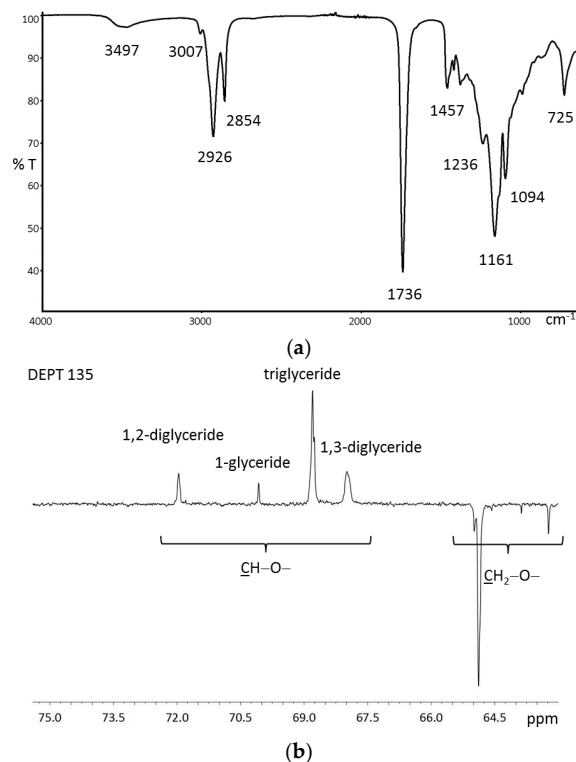 100
90
80
70
% T
60
50
40
3497
3007
2926
2854
1736
1457
1236
1161
1094
725
4000
3000
2000
1000
cm-1
(a)
DEPT 135
triglyceride
1,2-diglyceride
1-glyceride
1,3-diglyceride
CH–O–
CH2–O–
75.0 73.5 72.0 70.5 69.0 67.5 66.0 64.5 ppm
(b)